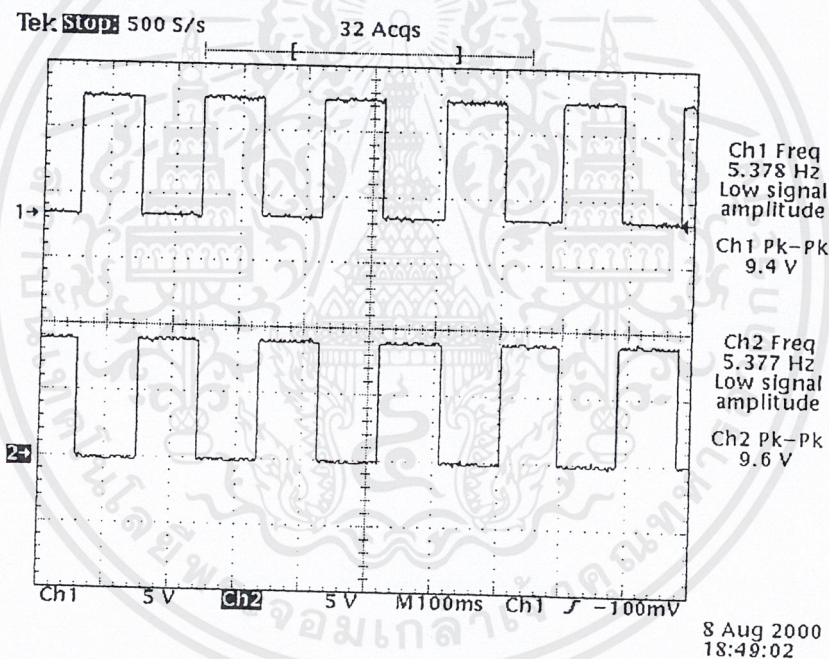 Tek Stop: 500 S/s
32 Acqs
1→
2→
Ch1 Freq
5.378 Hz
Low signal
amplitude
Ch1 Pk-Pk
9.4 V
Ch2 Freq
5.377 Hz
Low signal
amplitude
Ch2 Pk-Pk
9.6 V
Ch1 5 V Ch2 5 V M 100ms Ch1 ƒ -100mV
8 Aug 2000
18:49:02